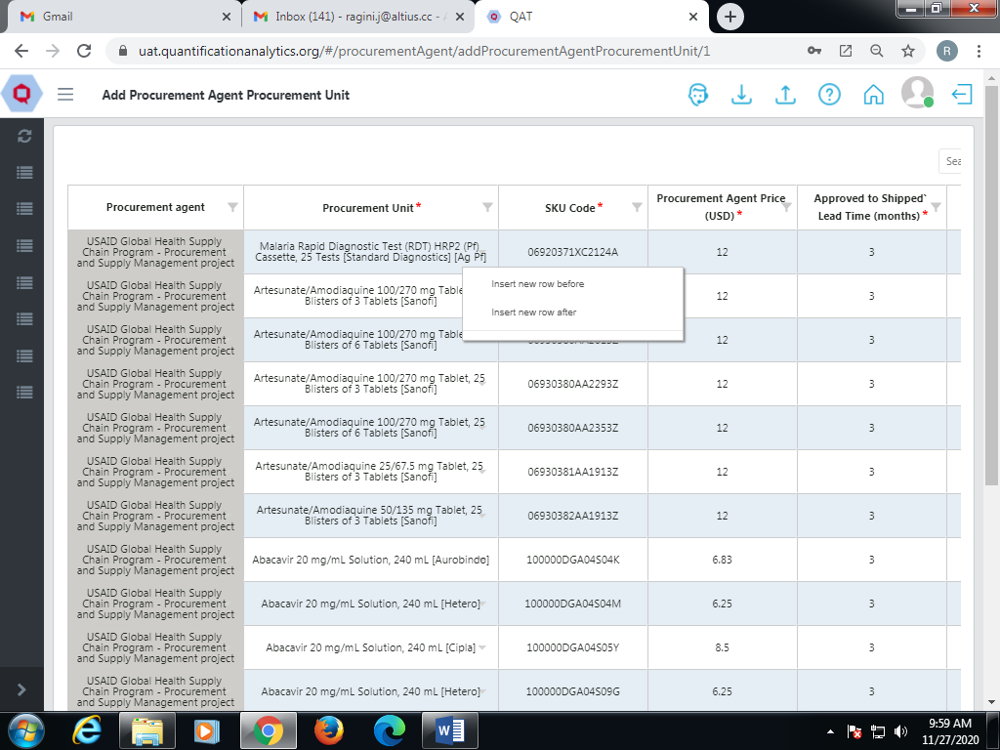 Gmail
Inbox (141) - ragini.j@altius.cc -
QAT
uat.quantificationanalytics.org/#/procurementAgent/addProcurementAgentProcurementUnit/1
R
Add Procurement Agent Procurement Unit
Sea
Procurement agent
Procurement Unit*
SKU Code*
Procurement Agent Price
(USD) *
Approved to Shipped`
Lead Time (months) *
USAID Global Health Supply
Chain Program - Procurement
and Supply Management project
Malaria Rapid Diagnostic Test (RDT) HRP2 (Pf)
Cassette, 25 Tests [Standard Diagnostics] [Ag Pf]
06920371XC2124A
12
3
Insert new row before
Insert new row after
USAID Global Health Supply
Chain Program - Procurement
and Supply Management project
Artesunate/Amodiaquine 100/270 mg Table
Blisters of 3 Tablets [Sanofi]
12
3
USAID Global Health Supply
Chain Program - Procurement
and Supply Management project
Artesunate/Amodiaquine 100/270 mg Table
Blisters of 6 Tablets [Sanofi]
12
3
USAID Global Health Supply
Chain Program - Procurement
and Supply Management project
Artesunate/Amodiaquine 100/270 mg Tablet, 25
Blisters of 3 Tablets [Sanofi]
06930380AA2293Z
12
3
USAID Global Health Supply
Chain Program - Procurement
and Supply Management project
Artesunate/Amodiaquine 100/270 mg Tablet, 25
Blisters of 6 Tablets [Sanofi]
06930380AA2353Z
12
3
USAID Global Health Supply
Chain Program - Procurement
and Supply Management project
Artesunate/Amodiaquine 25/67.5 mg Tablet, 25
Blisters of 3 Tablets [Sanofi]
06930381AA1913Z
12
3
USAID Global Health Supply
Chain Program - Procurement
and Supply Management project
Artesunate/Amodiaquine 50/135 mg Tablet, 25
Blisters of 3 Tablets [Sanofi]
06930382AA1913Z
12
3
USAID Global Health Supply
Chain Program - Procurement
and Supply Management project
Abacavir 20 mg/mL Solution, 240 mL [Aurobindo]
100000DGA04S04K
6.83
3
USAID Global Health Supply
Chain Program - Procurement
and Supply Management project
Abacavir 20 mg/mL Solution, 240 mL [Hetero]
100000DGA04S04M
6.25
3
USAID Global Health Supply
Chain Program - Procurement
and Supply Management project
Abacavir 20 mg/mL Solution, 240 mL [Cipla]
100000DGA04S05Y
8.5
3
USAID Global Health Supply
Chain Program - Procurement
and Supply Management project
Abacavir 20 mg/mL Solution, 240 mL [Hetero]
100000DGA04S09G
6.25
3
9:59 AM
11/27/2020